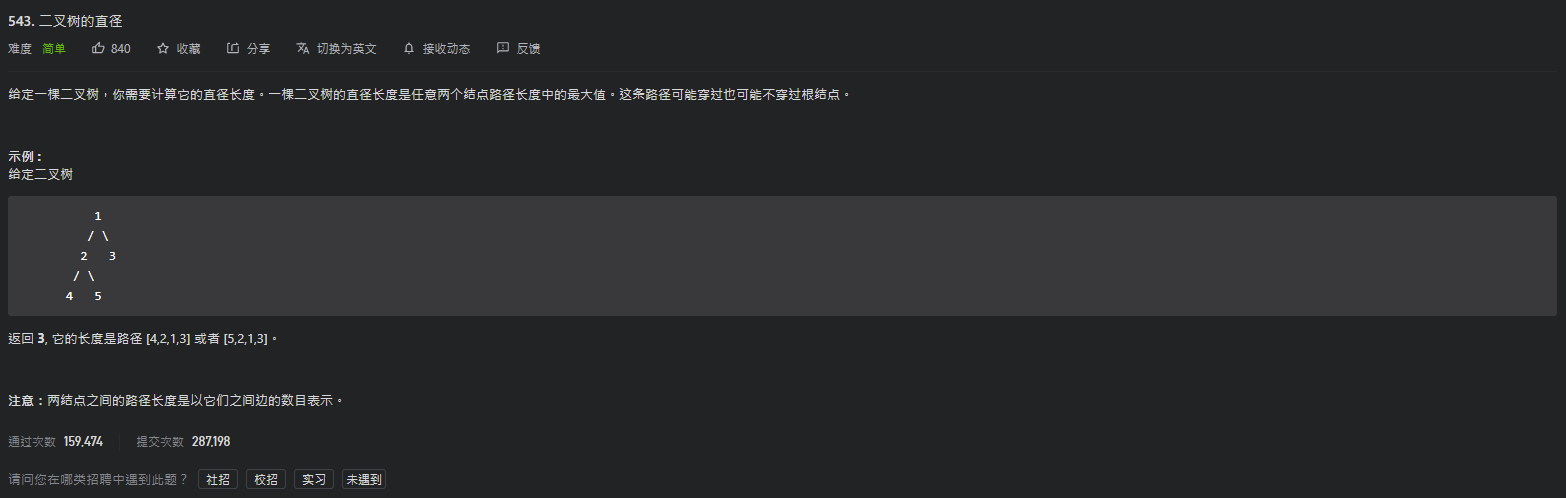 543. 二叉树的直径
难度 简单 840 收藏 分享 切换为英文 接收动态 反馈
给定一棵二叉树，你需要计算它的直径长度。一棵二叉树的直径长度是任意两个结点路径长度中的最大值。这条路径可能穿过也可能不穿过根结点。
示例 :
给定二叉树
1
/ \
2 3
/ \
4 5
返回 3, 它的长度是路径 [4,2,1,3] 或者 [5,2,1,3]。
注意：两结点之间的路径长度是以它们之间边的数目表示。
通过次数 159,474 提交次数 287,198
请问您在哪类招聘中遇到此题？ 社招 校招 实习 未遇到